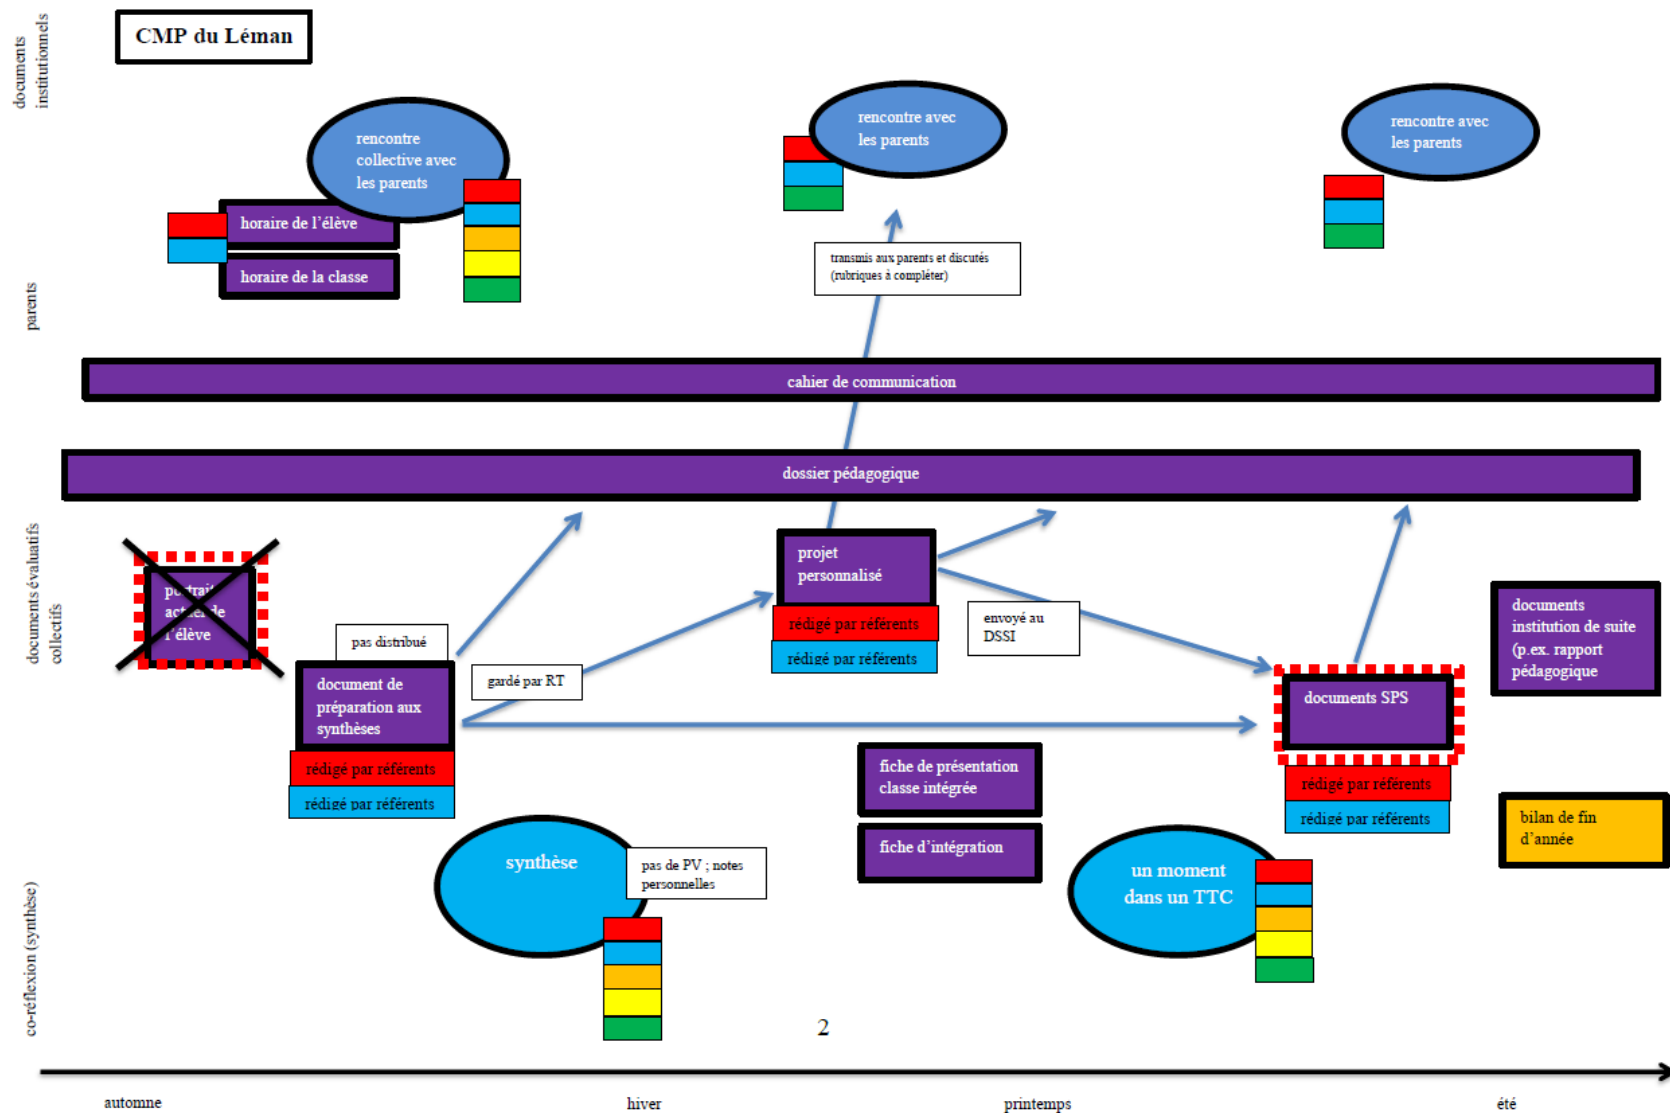 documents
institutionnels
CMP du Léman
rencontre
collective avec
les parents
rencontre avec
les parents
rencontre avec
les parents
horaire de l'élève
horaire de la classe
transmis aux parents et discutés
(rubriques à compléter)
parents
cahier de communication
dossier pédagogique
documents évaluatifs
collectifs
portrait
actuel de
l'élève
pas distribué
document de
préparation aux
synthèses
rédigé par référents
rédigé par référents
gardé par RT
projet
personnalisé
rédigé par référents
rédigé par référents
envoyé au
DSSI
documents SPS
rédigé par référents
rédigé par référents
documents
institution de suite
(p.ex. rapport
pédagogique
fiche de présentation
classe intégrée
fiche d'intégration
bilan de fin
d'année
co-réflexion (synthèse)
synthèse
pas de PV ; notes
personnelles
un moment
dans un TTC
2
automne
hiver
printemps
été